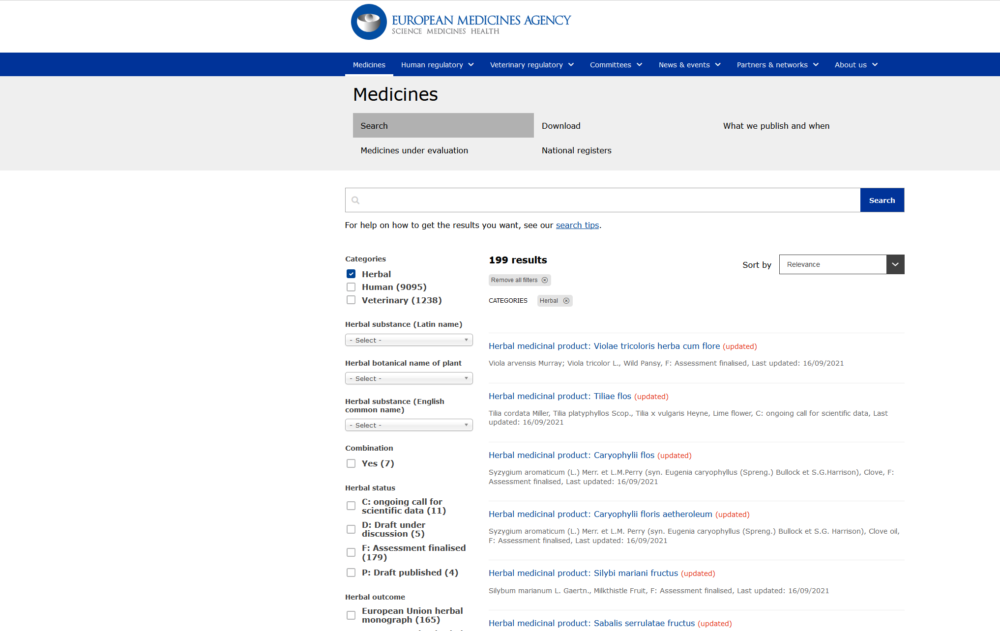 EUROPEAN MEDICINES AGENCY
SCIENCE MEDICINES HEALTH
Medicines
Human regulatory
Veterinary regulatory
Committees
News & events
Partners & networks
About us
Medicines
Search
Download
What we publish and when
Medicines under evaluation
National registers
Search
For help on how to get the results you want, see our search tips.
Categories
Herbal
Human (9095)
Veterinary (1238)
Herbal substance (Latin name)
- Select -
Herbal botanical name of plant
- Select -
Herbal substance (English
common name)
- Select -
Combination
Yes (7)
Herbal status
C: ongoing call for
scientific data (11)
D: Draft under
discussion (5)
F: Assessment finalised
(179)
P: Draft published (4)
Herbal outcome
European Union herbal
monograph (165)
199 results
Sort by
Relevance
Remove all filters
CATEGORIES
Herbal
Herbal medicinal product: Violae tricoloris herba cum flore (updated)
Viola arvensis Murray; Viola tricolor L., Wild Pansy, F: Assessment finalised, Last updated: 16/09/2021
Herbal medicinal product: Tiliae flos (updated)
Tilia cordata Miller, Tilia platyphyllos Scop., Tilia x vulgaris Heyne, Lime flower, C: ongoing call for scientific data, Last
updated: 16/09/2021
Herbal medicinal product: Caryophylii flos (updated)
Syzygium aromaticum (L.) Merr. et L.M.Perry (syn. Eugenia caryophyllus (Spreng.) Bullock et S.G.Harrison), Clove, F:
Assessment finalised, Last updated: 16/09/2021
Herbal medicinal product: Caryophylii floris aetheroleum (updated)
Syzygium aromaticum (L.) Merr. et L.M. Perry (syn. Eugenia caryophyllus (Spreng.) Bullock et S.G. Harrison), Clove oil,
F: Assessment finalised, Last updated: 16/09/2021
Herbal medicinal product: Silybi mariani fructus (updated)
Silybum marianum L. Gaertn., Milkthistle Fruit, F: Assessment finalised, Last updated: 16/09/2021
Herbal medicinal product: Sabalis serrulatae fructus (updated)